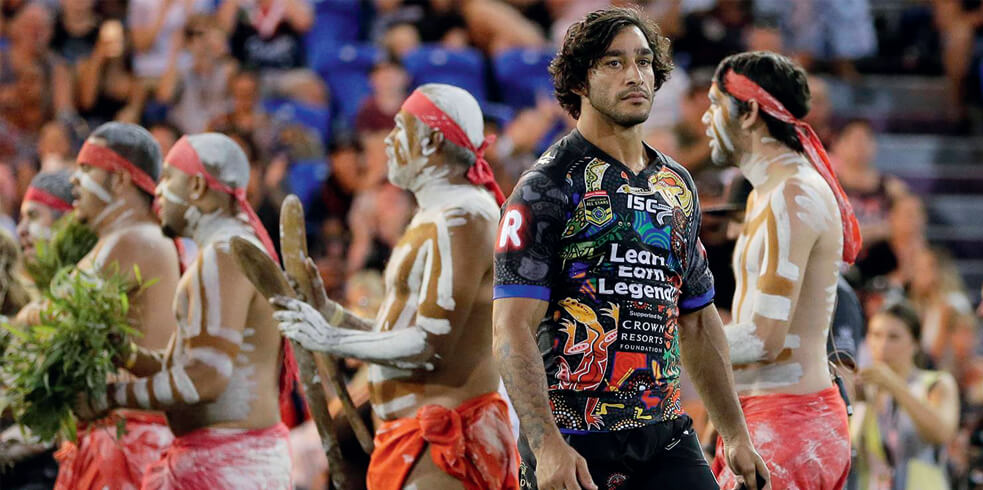 ISC
R
Learn
Earn
Legend
Supported by
CROWN
RESORTS
FOUNDATION